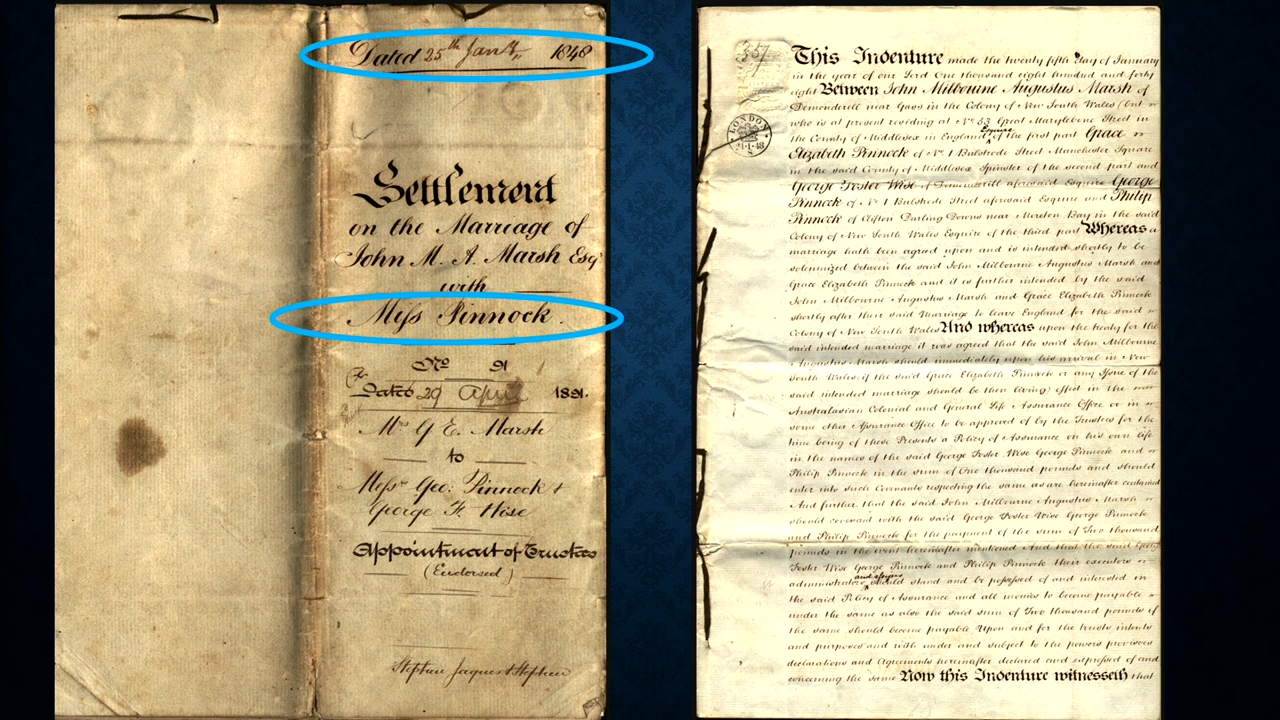 Dated 25th Jany 1848
Settlement
on the Marriage of
John M. A. Marsh Esqr
with
Miss Pinnock.
No 91
Dated 29 April 1891.
Mrs G E. Marsh
to
Messrs Geo: Pinnock &
George F. Wise
Appointment of Trustees
(Endorsed)
Stephen Jaques & Stephen
357
LONDON
21·1·48
This Indenture made the twenty fifth day of January
in the year of our Lord One thousand eight hundred and forty
eight Between John Milbourne Augustus Marsh of
near in the Colony of New South Wales (but
who is at present residing at No 53 Great Marylebone Street in
the County of Middlesex in England Esquire of the first part Grace
Elizabeth Pinnock of No 1 Bulstrode Street Manchester Square
in the said County of Middlesex Spinster of the second part and
George Foster Wise of aforesaid Esquire George
Pinnock of No 1 Bulstrode Street aforesaid Esquire and Philip
Pinnock of Clifton Darling Downs near Moreton Bay in the said
Colony of New South Wales Esquire of the third part Whereas a
marriage hath been agreed upon and is intended shortly to be
solemnized between the said John Milbourne Augustus Marsh and
Grace Elizabeth Pinnock and it is further intended by the said
John Milbourne Augustus Marsh and Grace Elizabeth Pinnock
shortly after their said Marriage to leave England for the said
Colony of New South Wales And whereas upon the treaty for the
said intended marriage it was agreed that the said John Milbourne
Augustus Marsh should immediately upon his arrival in New
South Wales if the said Grace Elizabeth Pinnock or any Issue of the
said intended marriage should be then living effect in the
Australasian Colonial and General Life Assurance Office or in
some other Assurance Office to be approved of by the Trustees for the
time being of these Presents a Policy of Assurance on his own life
in the names of the said George Foster Wise George Pinnock and
Philip Pinnock in the sum of One thousand pounds and should
enter into such Covenants respecting the same as are hereinafter contained
And further that the said John Milbourne Augustus Marsh
should covenant with the said George Foster Wise George Pinnock
and Philip Pinnock for the payment of the sum of Two thousand
pounds in the event hereinafter mentioned And that the said George
Foster Wise George Pinnock and Philip Pinnock their executors
administrators and assigns should stand and be possessed of and interested in
the said Policy of Assurance and all monies to become payable
under the same as also the said sum of Two thousand pounds if
the same should become payable Upon and for the trusts intents
and purposes and with under and subject to the powers provisoes
declarations and Agreements hereinafter declared and expressed of and
concerning the same Now this Indenture witnesseth that